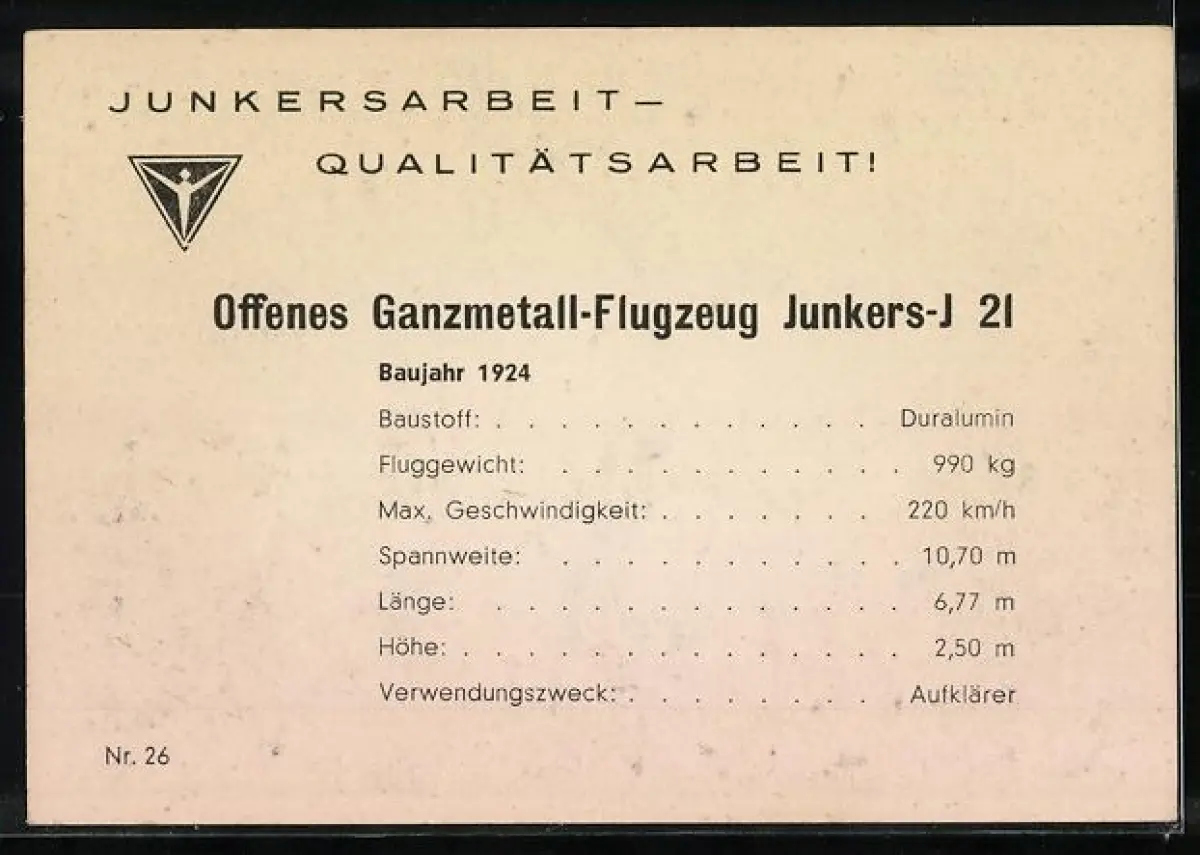 JUNKERSARBEIT –
QUALITÄTSARBEIT!
Offenes Ganzmetall-Flugzeug Junkers-J 21
Baujahr 1924
Baustoff: . . . . . . . . . . . . Duralumin
Fluggewicht: . . . . . . . . . . . 990 kg
Max. Geschwindigkeit: . . . . . . . 220 km/h
Spannweite: . . . . . . . . . . . 10,70 m
Länge: . . . . . . . . . . . . . 6,77 m
Höhe: . . . . . . . . . . . . . . 2,50 m
Verwendungszweck: . . . . . . . . Aufklärer
Nr. 26